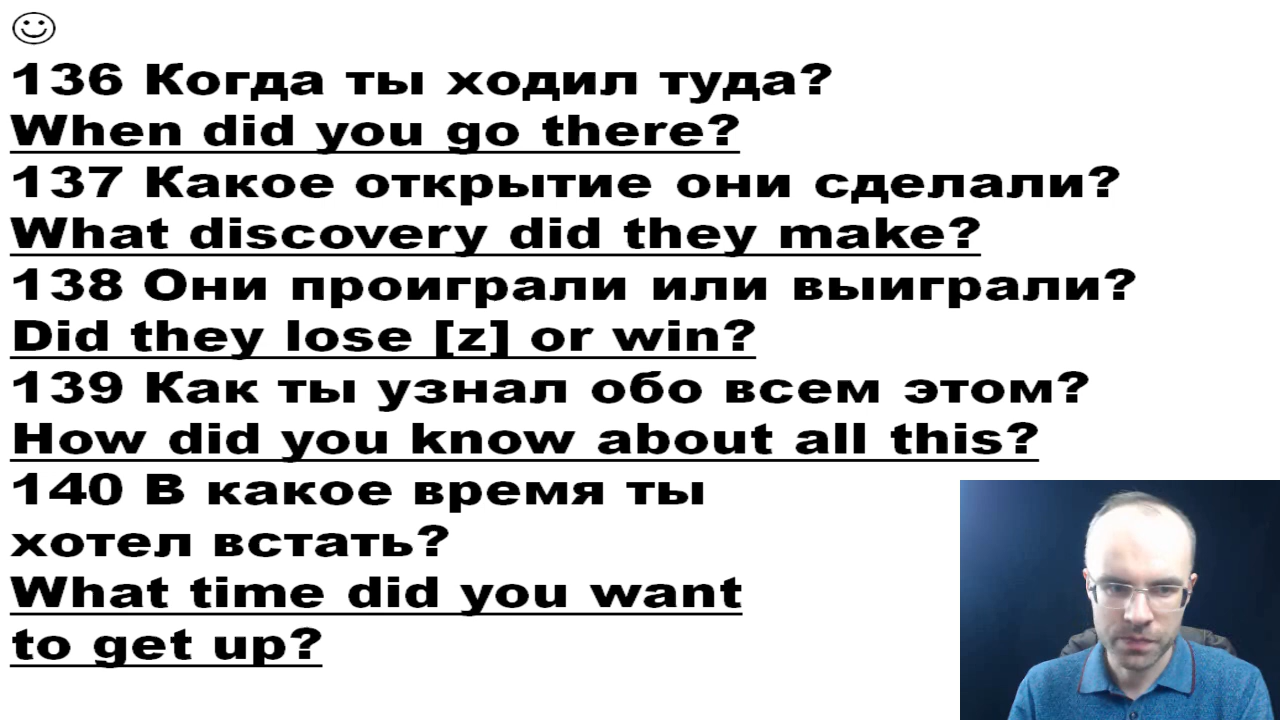 136 Когда ты ходил туда?
When did you go there?
137 Какое открытие они сделали?
What discovery did they make?
138 Они проиграли или выиграли?
Did they lose [z] or win?
139 Как ты узнал обо всем этом?
How did you know about all this?
140 В какое время ты
хотел встать?
What time did you want
to get up?